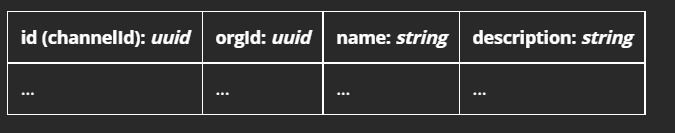 id (channelId): uuid orgId: uuid name: string description: string
... ... ... ...